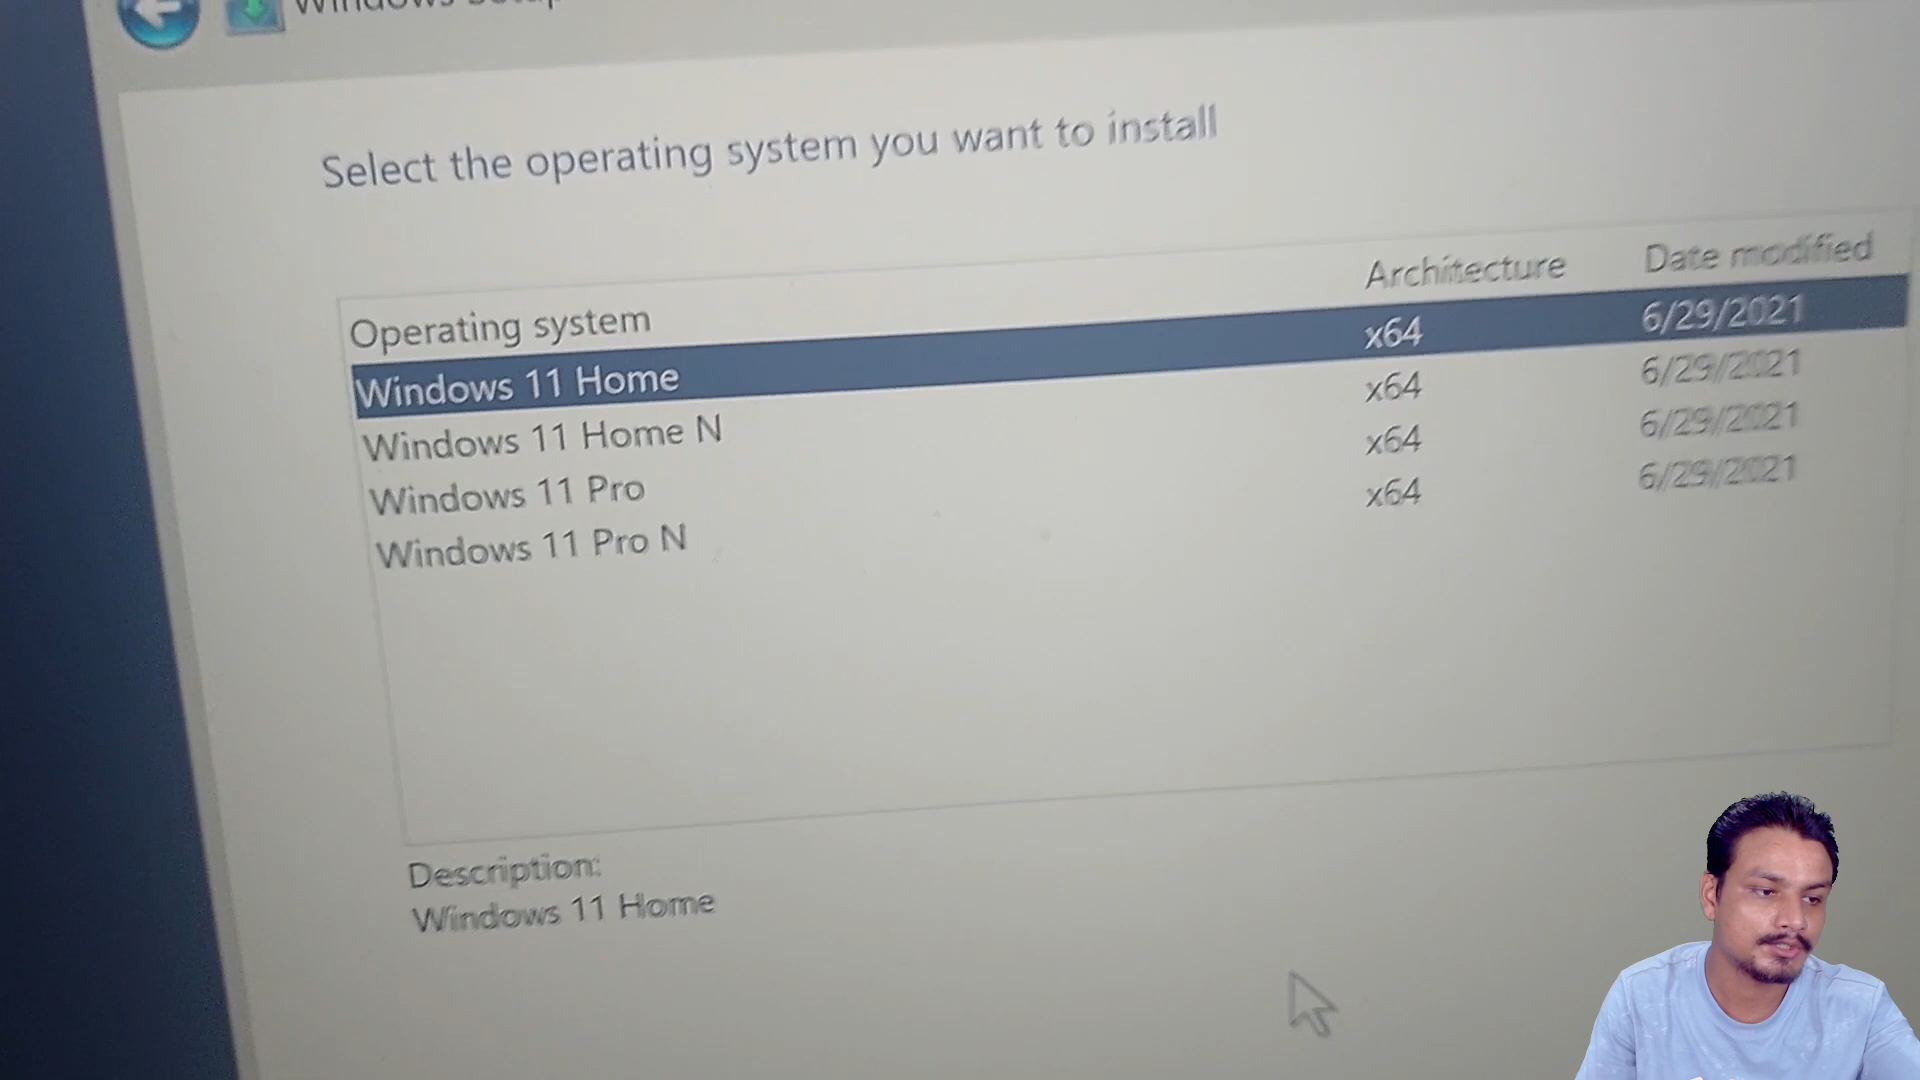 Windows Setup
Select the operating system you want to install
Operating system Architecture Date modified
Windows 11 Home x64 6/29/2021
Windows 11 Home N x64 6/29/2021
Windows 11 Pro x64 6/29/2021
Windows 11 Pro N x64 6/29/2021
Description:
Windows 11 Home